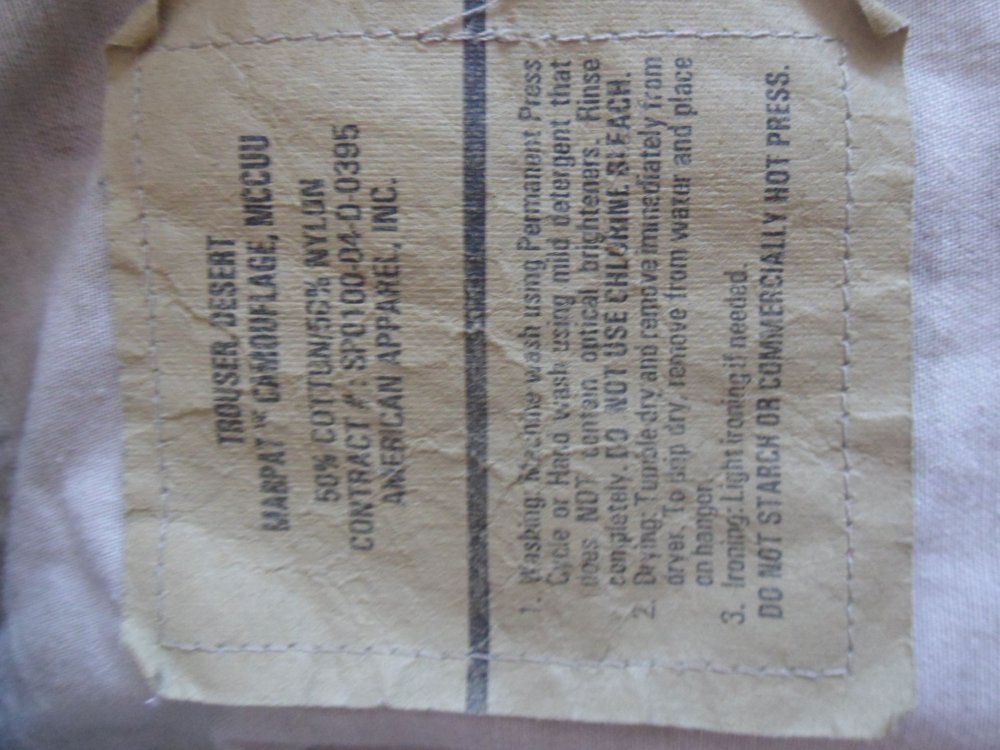 TROUSER, DESERT
MARPAT™ CAMOUFLAGE, MCCUU
50% COTTON/50% NYLON
CONTRACT #: SP0100-04-D-0395
AMERICAN APPAREL, INC.
1. Washing: Machine wash using Permanent Press
Cycle or Hand wash using mild detergent that
does NOT contain optical brighteners. Rinse
completely. DO NOT USE CHLORINE BLEACH.
2. Drying: Tumble dry and remove immediately from
dryer. To drip dry, remove from water and place
on hanger.
3. Ironing: Light ironing if needed.
DO NOT STARCH OR COMMERCIALLY HOT PRESS.